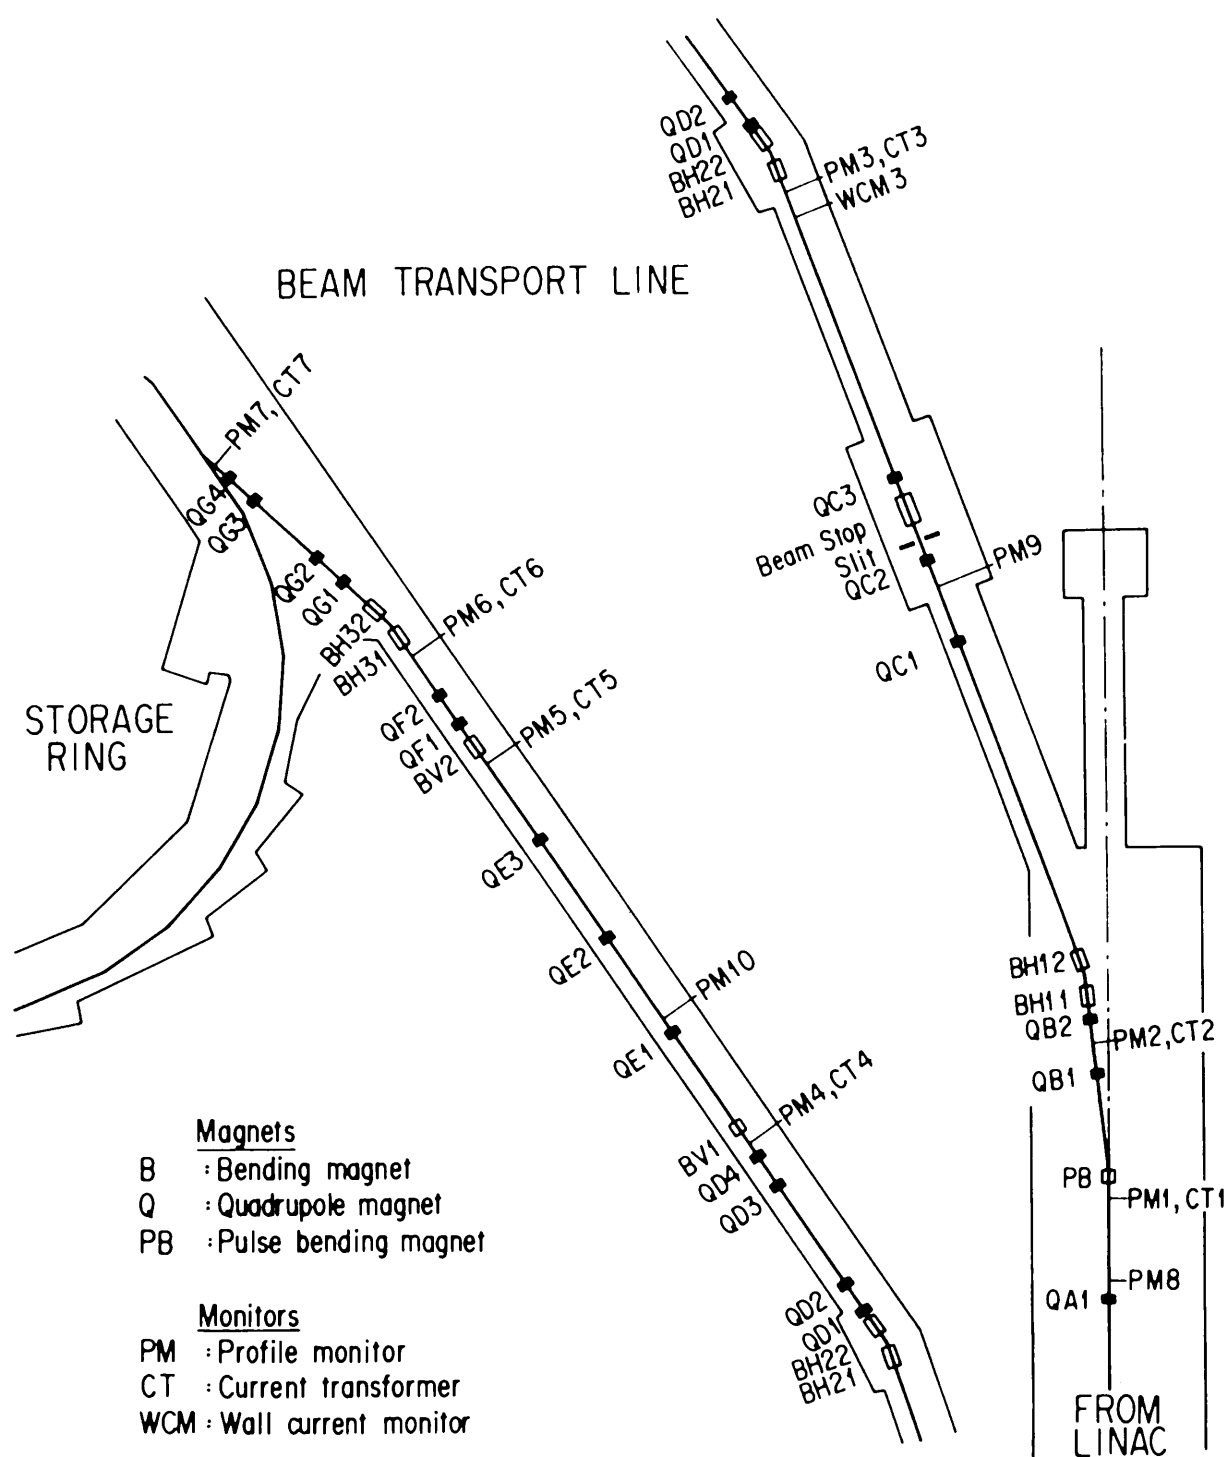 QD2
QD1
BH22
BH21
PM3, CT3
WCM3
BEAM TRANSPORT LINE
PM7, CT7
QG4
QG3
QG2
QG1
BH32
BH31
PM6, CT6
QC3
Beam Stop
Slit
QC2
PM9
QC1
STORAGE
RING
QF2
QF1
BV2
PM5, CT5
QE3
QE2
QE1
PM10
BH12
BH11
QB2
PM2, CT2
QB1
PM4, CT4
BV1
QD4
QD3
PB
PM1, CT1
PM8
QA1
QD2
QD1
BH22
BH21
FROM
LINAC
Magnets
B : Bending magnet
Q : Quadrupole magnet
PB : Pulse bending magnet
Monitors
PM : Profile monitor
CT : Current transformer
WCM : Wall current monitor